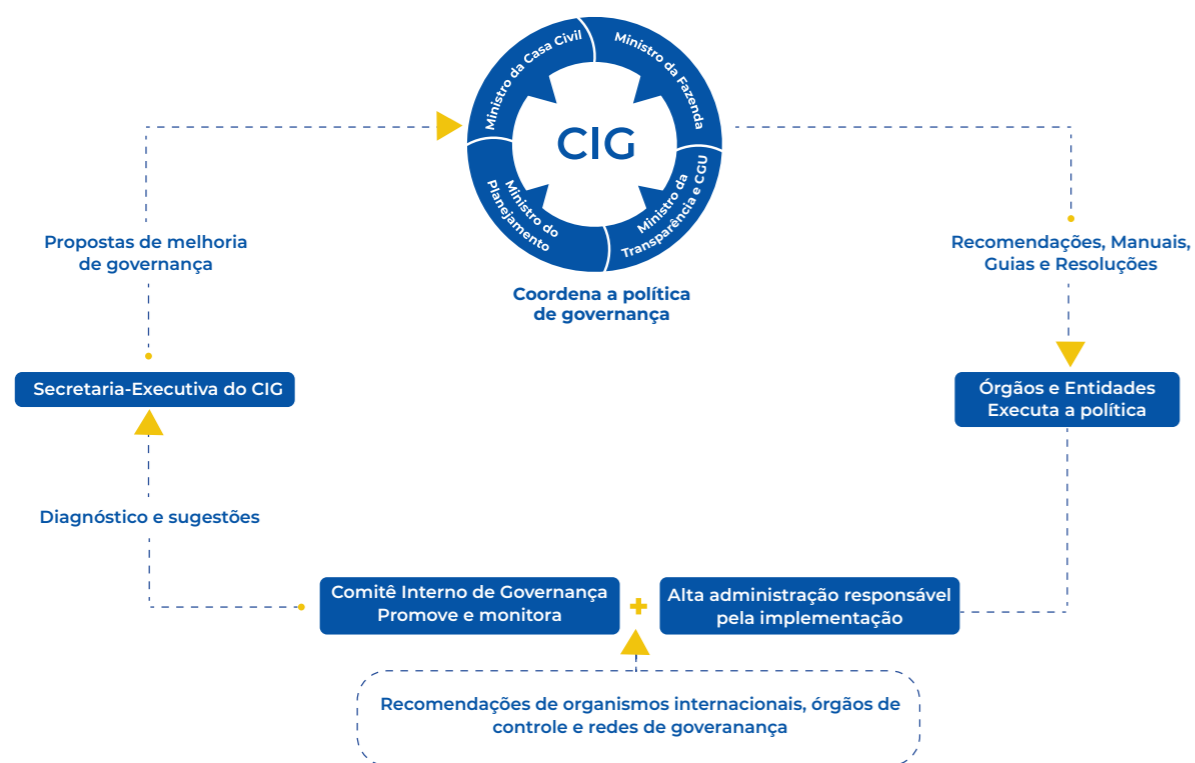 Ministro da Casa Civil
Ministro da Fazenda
CIG
Ministro do
Planejamento
Ministro da
Transparência e CGU
Coordena a política
de governança
Propostas de melhoria
de governança
Recomendações, Manuais,
Guias e Resoluções
Secretaria-Executiva do CIG
Órgãos e Entidades
Executa a política
Diagnóstico e sugestões
Comitê Interno de Governança
Promove e monitora
+
Alta administração responsável
pela implementação
Recomendações de organismos internacionais, órgãos de
controle e redes de goveranança